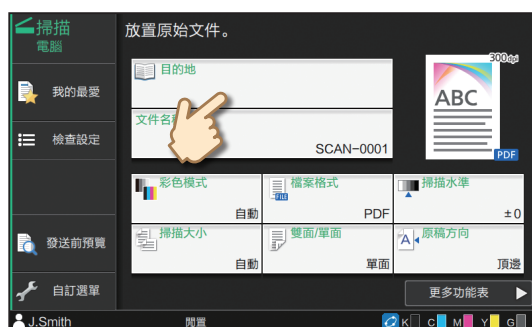 掃描
電腦
放置原始文件。
300dpi
目的地
ABC
我的最愛
文件名
SCAN-0001
檢查設定
PDF
彩色模式
自動
檔案格式
FILE
PDF
掃描水準
±0
掃描大小
自動
雙面/單面
單面
原稿方向
A
頂邊
發送前預覽
自訂選單
更多功能表
J.Smith
閒置
K
C
M
Y
G